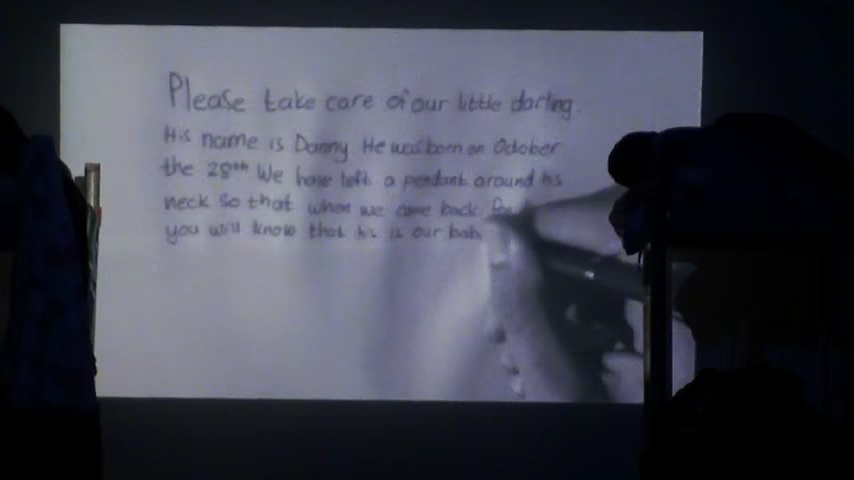 Please take care of our little darling.
His name is Danny He was born on October
the 28th We have left a pendant around his
neck so that when we come back
you will know that his is our